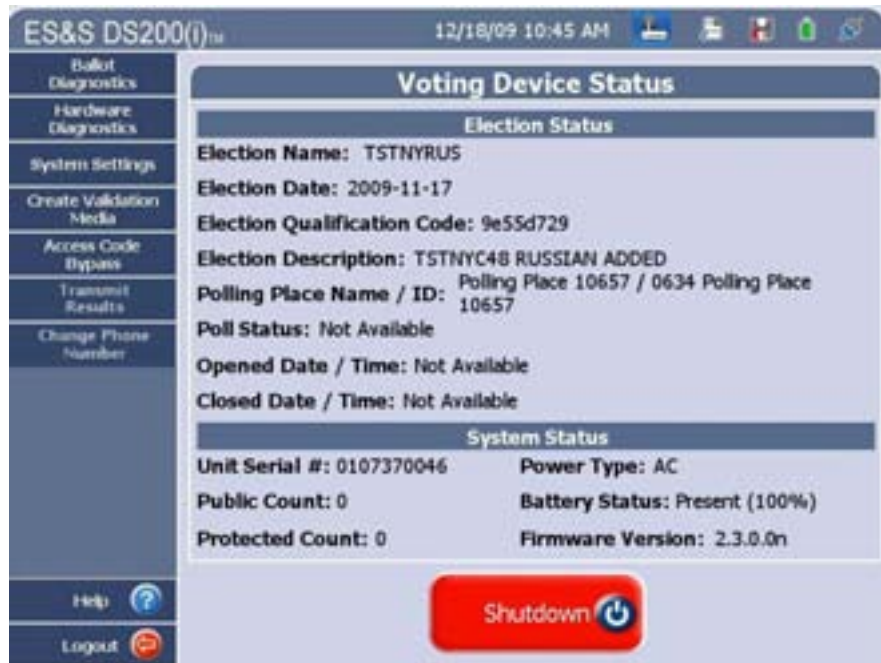 ES&S DS200(i)™ 12/18/09 10:45 AM
Ballot
Diagnostics
Hardware
Diagnostics
System Settings
Create Validation
Media
Access Code
Bypass
Transmit
Results
Change Phone
Number
Help
Logout
Voting Device Status
Election Status
Election Name: TSTNYRUS
Election Date: 2009-11-17
Election Qualification Code: 9e55d729
Election Description: TSTNYC48 RUSSIAN ADDED
Polling Place Name / ID: Polling Place 10657 / 0634 Polling Place
10657
Poll Status: Not Available
Opened Date / Time: Not Available
Closed Date / Time: Not Available
System Status
Unit Serial #: 0107370046 Power Type: AC
Public Count: 0 Battery Status: Present (100%)
Protected Count: 0 Firmware Version: 2.3.0.0n
Shutdown